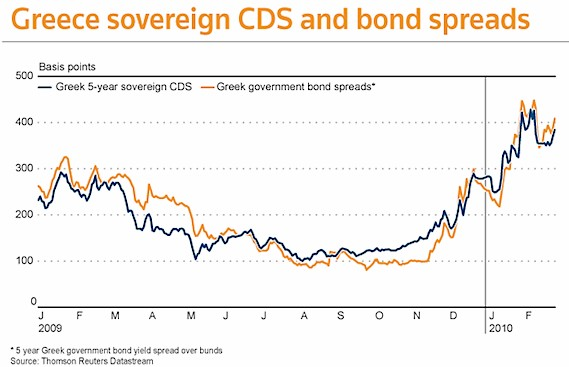 Greece sovereign CDS and bond spreads
Basis points
500
Greek 5-year sovereign CDS
Greek government bond spreads*
400
300
200
100
0
J F M A M J J A S O N D J F
2009 2010
* 5 year Greek government bond yield spread over bunds
Source: Thomson Reuters Datastream